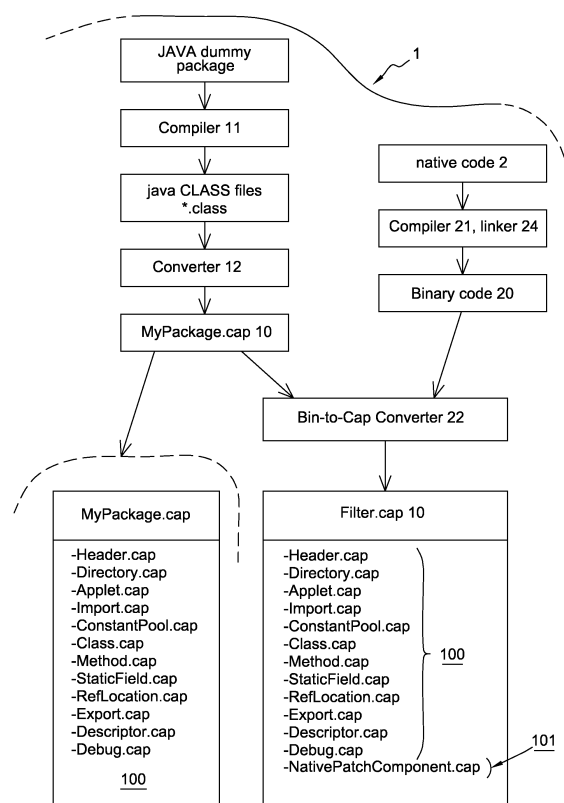 JAVA dummy
package
1
Compiler 11
java CLASS files
*.class
Converter 12
MyPackage.cap 10
native code 2
Compiler 21, linker 24
Binary code 20
Bin-to-Cap Converter 22
MyPackage.cap
-Header.cap
-Directory.cap
-Applet.cap
-Import.cap
-ConstantPool.cap
-Class.cap
-Method.cap
-StaticField.cap
-RefLocation.cap
-Export.cap
-Descriptor.cap
-Debug.cap
100
Filter.cap 10
-Header.cap
-Directory.cap
-Applet.cap
-Import.cap
-ConstantPool.cap
-Class.cap
-Method.cap
-StaticField.cap
-RefLocation.cap
-Export.cap
-Descriptor.cap
-Debug.cap
-NativePatchComponent.cap
100
101